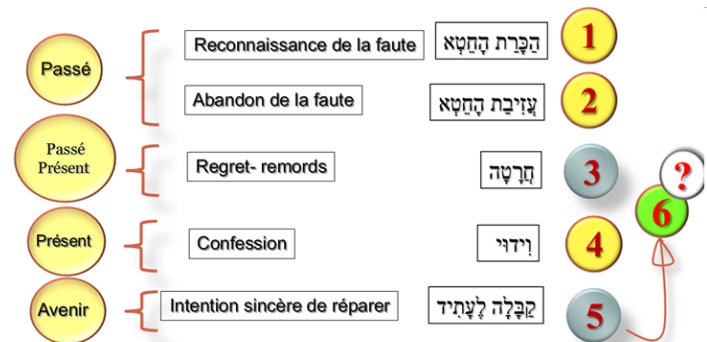 Passé
Reconnaissance de la faute
הַכָּרַת הָחֵטְא
1
Abandon de la faute
עֲזִיבַת הָחֵטְא
2
Passé
Présent
Regret- remords
חֲרָטָה
3
?
6
Présent
Confession
וִידוּי
4
Avenir
Intention sincère de réparer
קַבָּלָה לֶעָתִיד
5